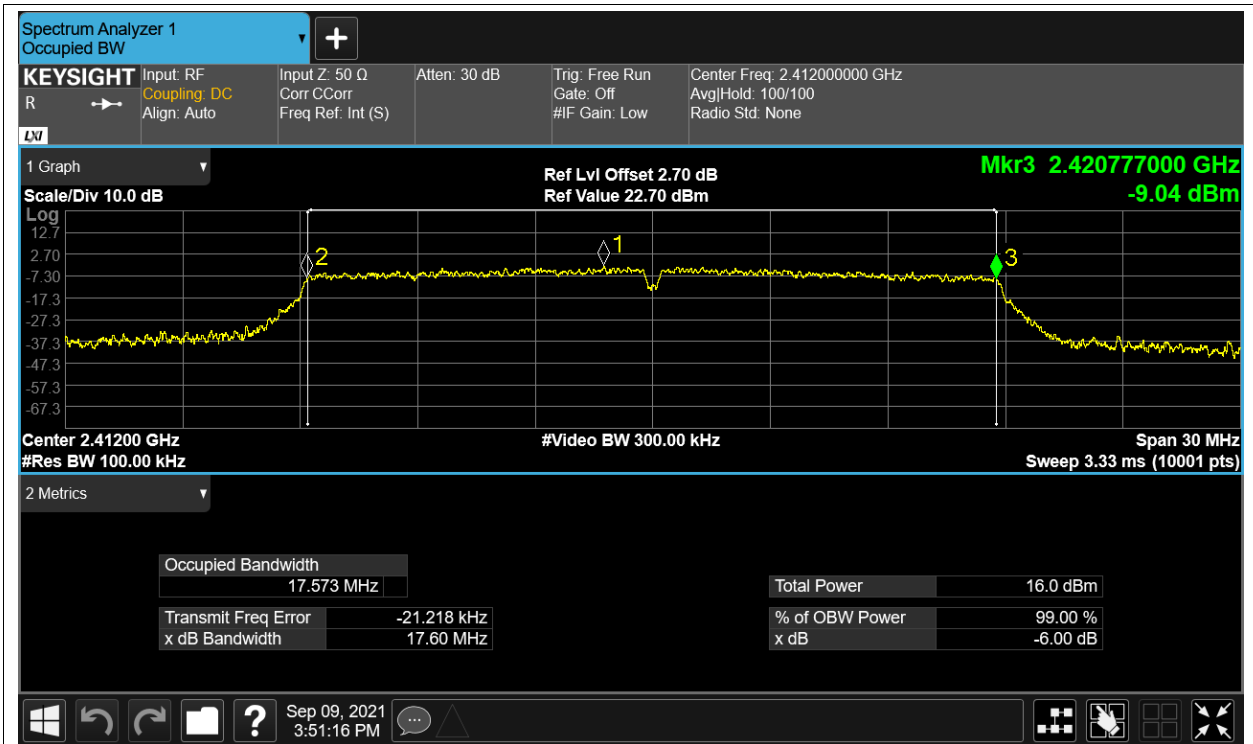 Spectrum Analyzer 1
Occupied BW
KEYSIGHT
R
LXI
Input: RF
Coupling: DC
Align: Auto
Input Z: 50 Ω
Corr CCorr
Freq Ref: Int (S)
Atten: 30 dB
Trig: Free Run
Gate: Off
#IF Gain: Low
Center Freq: 2.412000000 GHz
Avg|Hold: 100/100
Radio Std: None
1 Graph
Scale/Div 10.0 dB
Ref Lvl Offset 2.70 dB
Ref Value 22.70 dBm
Mkr3 2.420777000 GHz
-9.04 dBm
Log
12.7
2.70
-7.30
-17.3
-27.3
-37.3
-47.3
-57.3
-67.3
2
1
3
Center 2.41200 GHz
#Video BW 300.00 kHz
Span 30 MHz
#Res BW 100.00 kHz
Sweep 3.33 ms (10001 pts)
2 Metrics
Occupied Bandwidth
17.573 MHz
Transmit Freq Error -21.218 kHz
x dB Bandwidth 17.60 MHz
Total Power 16.0 dBm
% of OBW Power 99.00 %
x dB -6.00 dB
?
Sep 09, 2021
3:51:16 PM